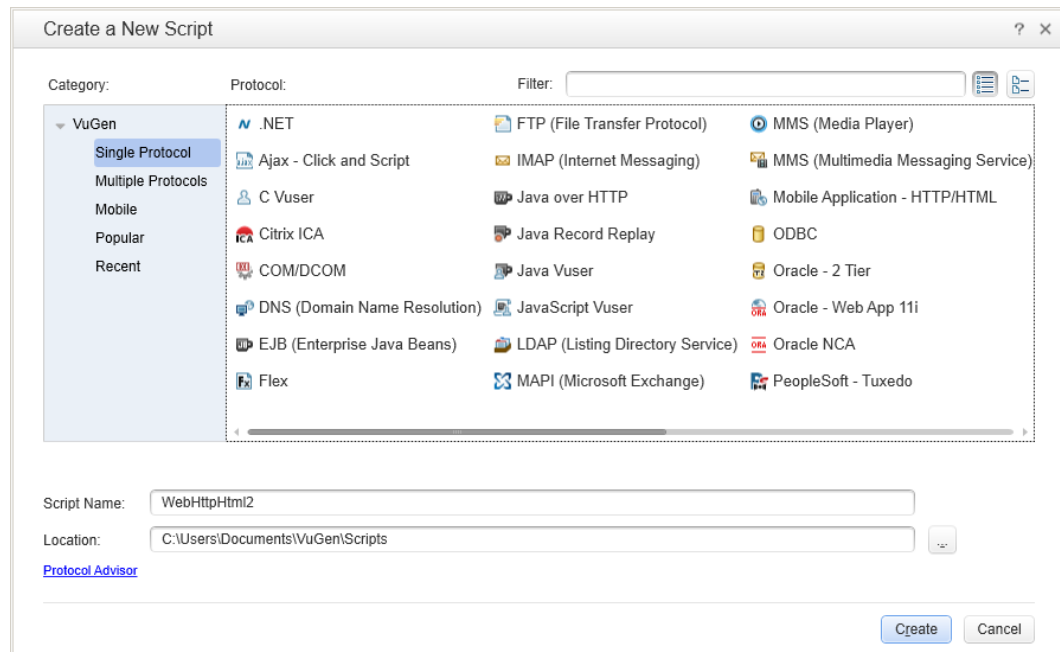 Create a New Script
?
Category:
Protocol:
Filter:
VuGen
Single Protocol
Multiple Protocols
Mobile
Popular
Recent
.NET
Ajax - Click and Script
C Vuser
Citrix ICA
COM/DCOM
DNS (Domain Name Resolution)
EJB (Enterprise Java Beans)
Flex
FTP (File Transfer Protocol)
IMAP (Internet Messaging)
Java over HTTP
Java Record Replay
Java Vuser
JavaScript Vuser
LDAP (Listing Directory Service)
MAPI (Microsoft Exchange)
MMS (Media Player)
MMS (Multimedia Messaging Service)
Mobile Application - HTTP/HTML
ODBC
Oracle - 2 Tier
Oracle - Web App 11i
Oracle NCA
PeopleSoft - Tuxedo
Script Name:
WebHttpHtml2
Location:
C:\Users\Documents\VuGen\Scripts
...
Protocol Advisor
Create
Cancel